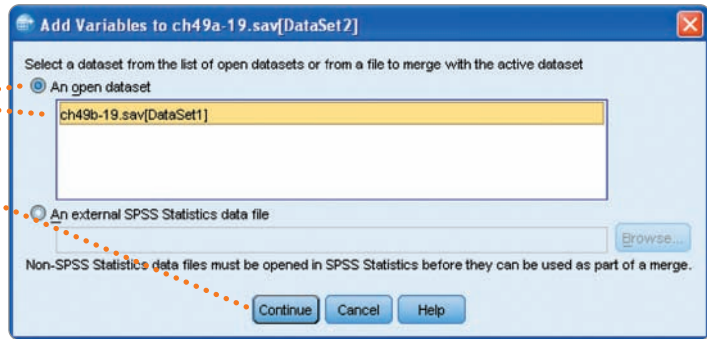 Add Variables to ch49a-19.sav[DataSet2]
Select a dataset from the list of open datasets or from a file to merge with the active dataset
An open dataset
ch49b-19.sav[DataSet1]
An external SPSS Statistics data file
Browse...
Non-SPSS Statistics data files must be opened in SPSS Statistics before they can be used as part of a merge.
Continue Cancel Help